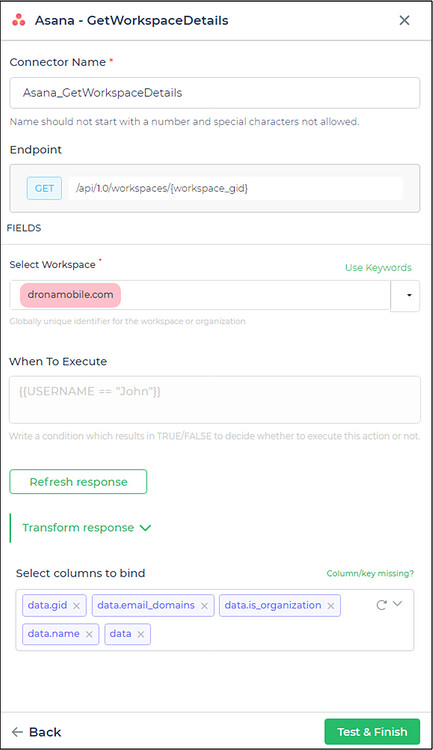 Asana - GetWorkspaceDetails
Connector Name *
Asana_GetWorkspaceDetails
Name should not start with a number and special characters not allowed.
Endpoint
GET /api/1.0/workspaces/{workspace_gid}
FIELDS
Select Workspace *
Use Keywords
dronamobile.com
Globally unique identifier for the workspace or organization
When To Execute
{{USERNAME == "John"}}
Write a condition which results in TRUE/FALSE to decide whether to execute this action or not.
Refresh response
Transform response
Select columns to bind
Column/key missing?
data.gid × data.email_domains × data.is_organization ×
data.name × data ×
Back
Test & Finish